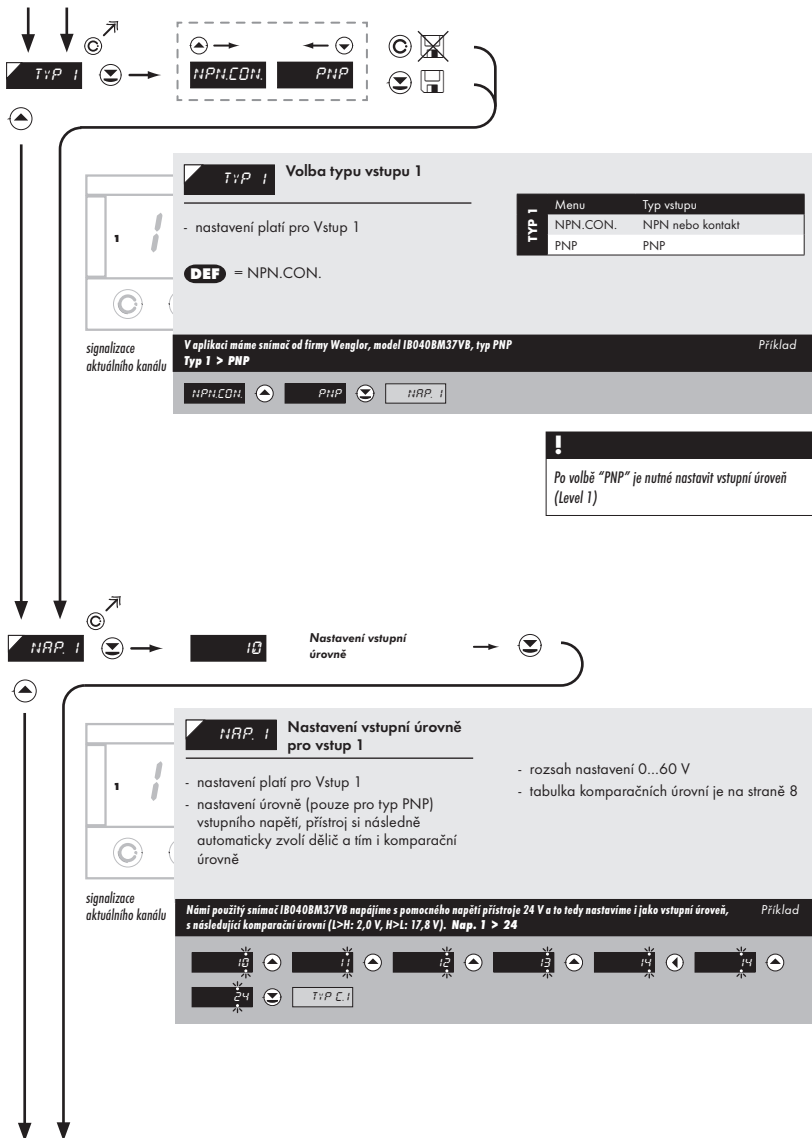 TYP 1
NPN.CON.
PNP
TYP 1
Volba typu vstupu 1
- nastavení platí pro Vstup 1
DEF = NPN.CON.
TYP 1
Menu Typ vstupu
NPN.CON. NPN nebo kontakt
PNP PNP
1
signalizace
aktuálního kanálu
V aplikaci máme snímač od firmy Wenglor, model IB040BM37VB, typ PNP
Příklad
Typ 1 > PNP
NPN.CON. PNP NAP. 1
!
Po volbě “PNP” je nutné nastavit vstupní úroveň
(Level 1)
NAP. 1
10
Nastavení vstupní
úrovně
NAP. 1
Nastavení vstupní úrovně
pro vstup 1
- nastavení platí pro Vstup 1
- nastavení úrovně (pouze pro typ PNP)
vstupního napětí, přístroj si následně
automaticky zvolí dělič a tím i komparační
úrovně
- rozsah nastavení 0...60 V
- tabulka komparačních úrovní je na straně 8
1
signalizace
aktuálního kanálu
Námi použitý snímač IB040BM37VB napájíme s pomocného napětí přístroje 24 V a to tedy nastavíme i jako vstupní úroveň,
Příklad
s následující komparační úrovní (L>H: 2,0 V, H>L: 17,8 V). Nap. 1 > 24
10 11 12 13 14 14
24 TYP C.1